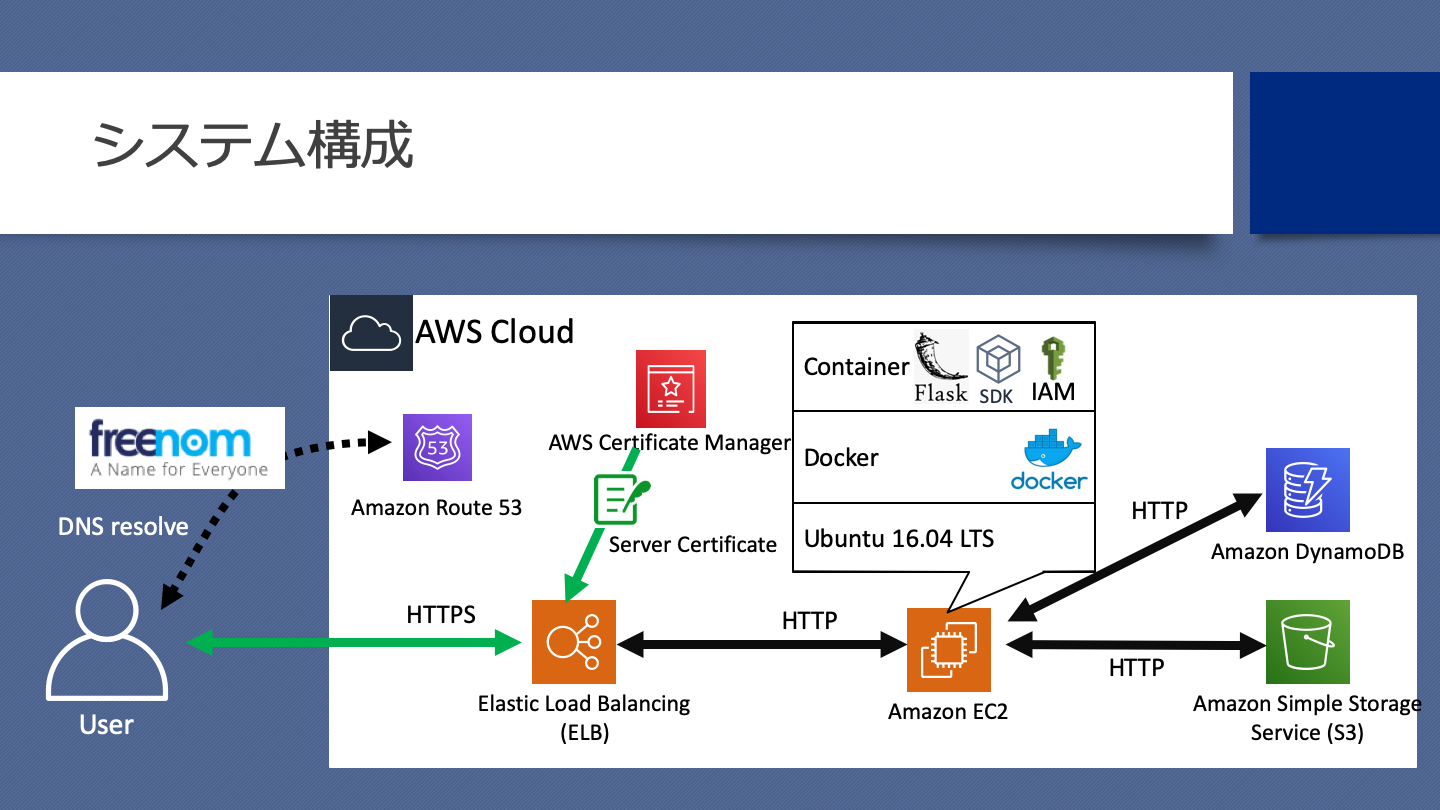 システム構成
AWS Cloud
freenom
A Name for Everyone
DNS resolve
User
53
Amazon Route 53
AWS Certificate Manager
Server Certificate
HTTPS
Elastic Load Balancing
(ELB)
HTTP
Container
Flask
SDK
IAM
Docker
docker
Ubuntu 16.04 LTS
Amazon EC2
HTTP
Amazon DynamoDB
HTTP
Amazon Simple Storage
Service (S3)